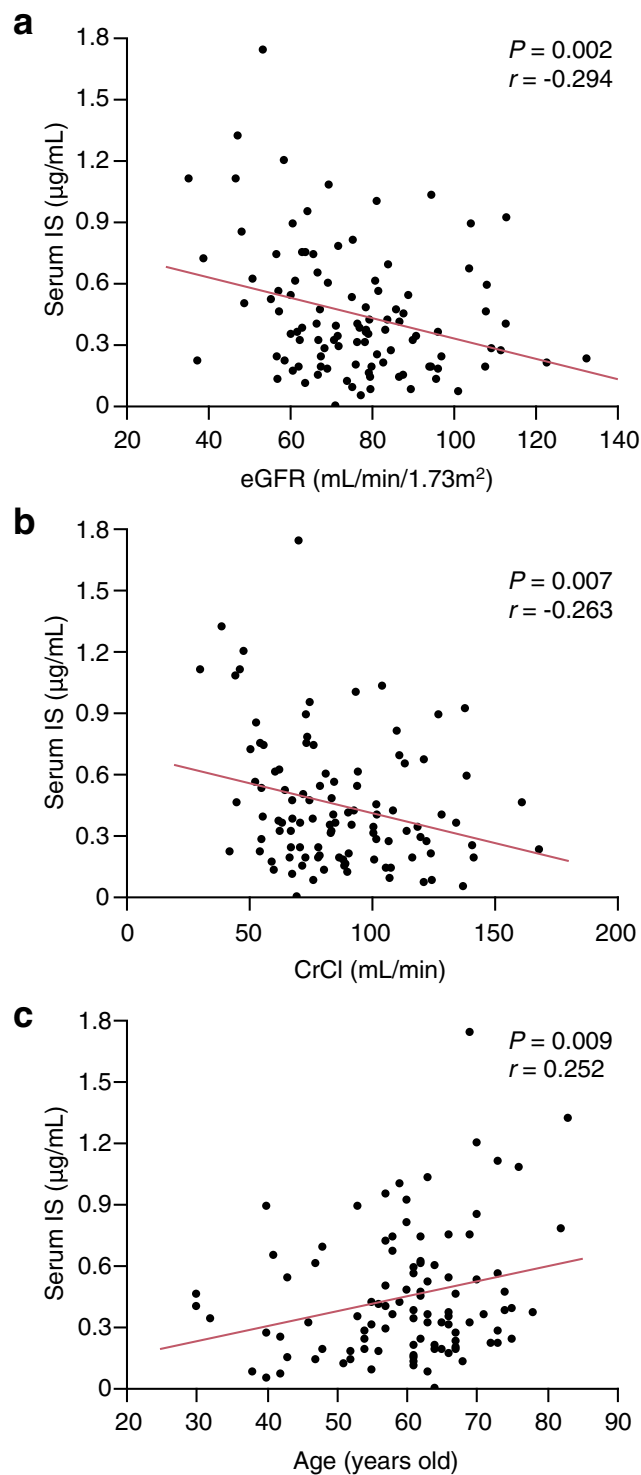 a
1.8
1.5
1.2
0.9
0.6
0.3
0
Serum IS (µg/mL)
P = 0.002
r = -0.294
20 40 60 80 100 120 140
eGFR (mL/min/1.73m²)
b
1.8
1.5
1.2
0.9
0.6
0.3
0
Serum IS (µg/mL)
P = 0.007
r = -0.263
0 50 100 150 200
CrCl (mL/min)
c
1.8
1.5
1.2
0.9
0.6
0.3
0
Serum IS (µg/mL)
P = 0.009
r = 0.252
20 30 40 50 60 70 80 90
Age (years old)